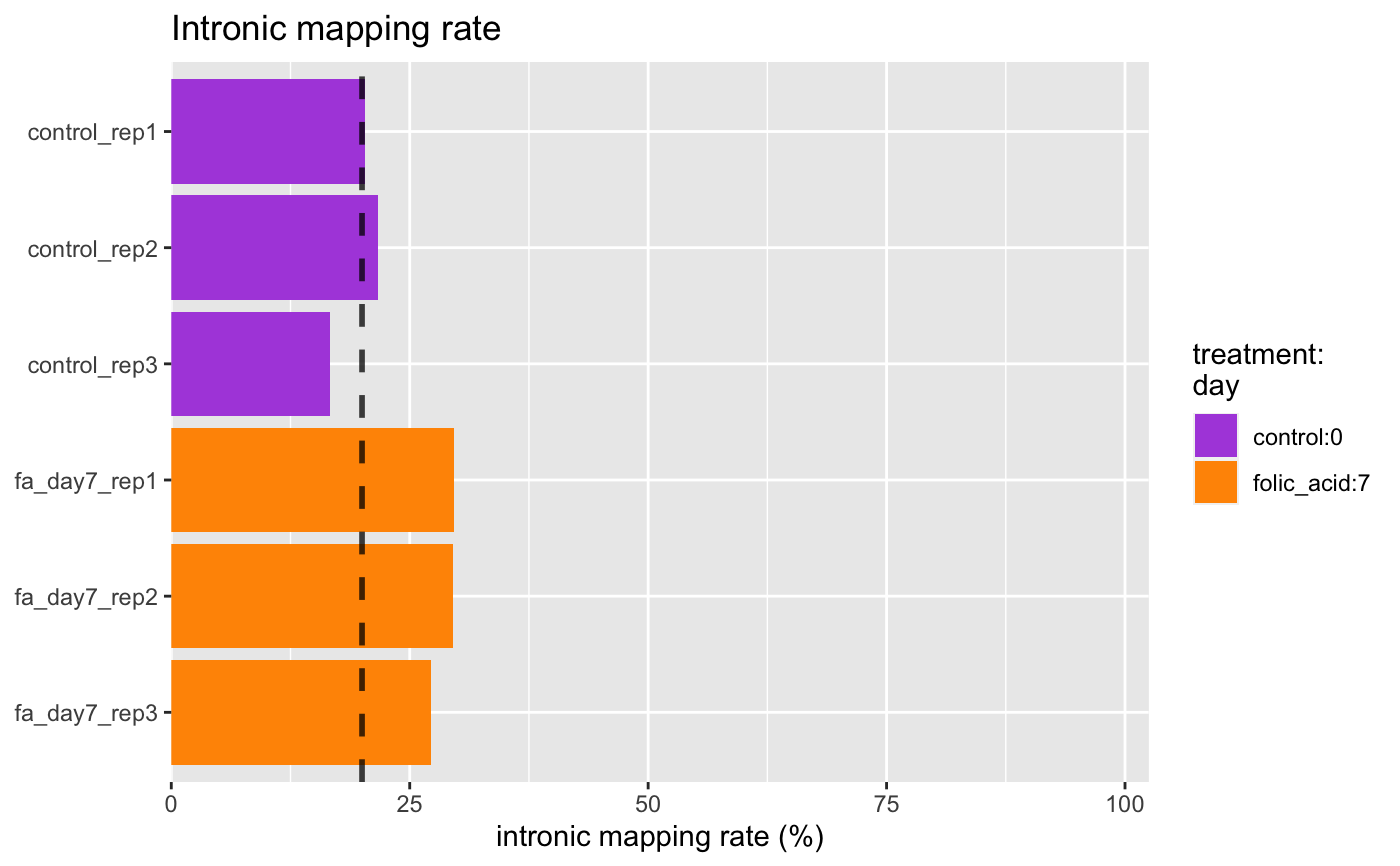 Intronic mapping rate
control_rep1
control_rep2
control_rep3
fa_day7_rep1
fa_day7_rep2
fa_day7_rep3
0 25 50 75 100
intronic mapping rate (%)
treatment:
day
control:0
folic_acid:7